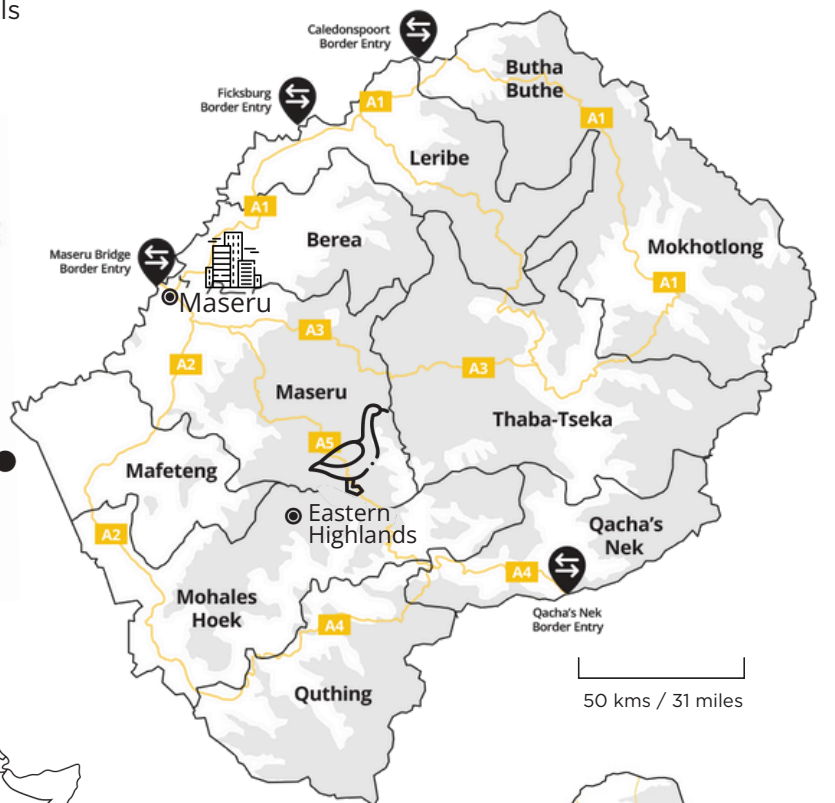 ls
Caledonspoort
Border Entry
Butha
Buthe
Ficksburg
Border Entry
A1
A1
Leribe
A1
Berea
Mokhotlong
Maseru Bridge
Border Entry
A1
Maseru
A3
A2
A3
Maseru
Thaba-Tseka
A5
Mafeteng
Eastern
Highlands
Qacha's
Nek
A2
A4
Mohales
Hoek
Qacha's Nek
Border Entry
A4
Quthing
50 kms / 31 miles